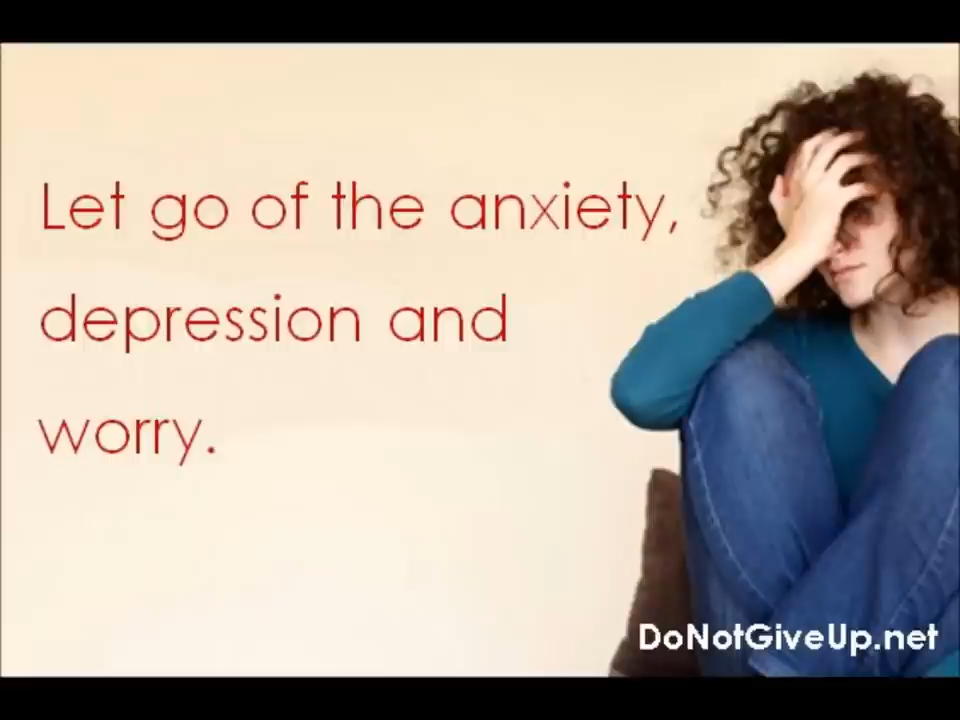 Let go of the anxiety,
depression and
worry.
DoNotGiveUp.net